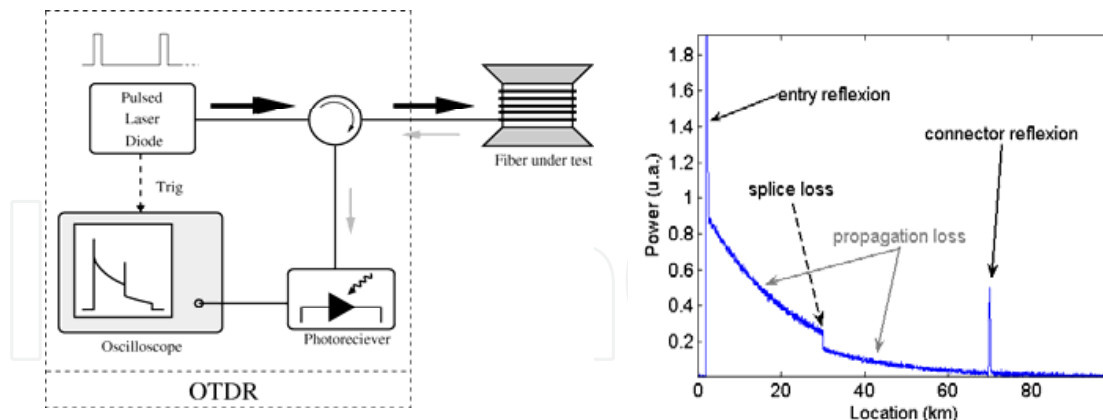 Pulsed
Laser
Diode
Trig
Fiber under test
Oscilloscope
Photoreciever
OTDR
1.8
1.6
1.4
1.2
1
0.8
0.6
0.4
0.2
0
20
40
60
80
Power (u.a.)
Location (km)
entry reflexion
connector reflexion
splice loss
propagation loss